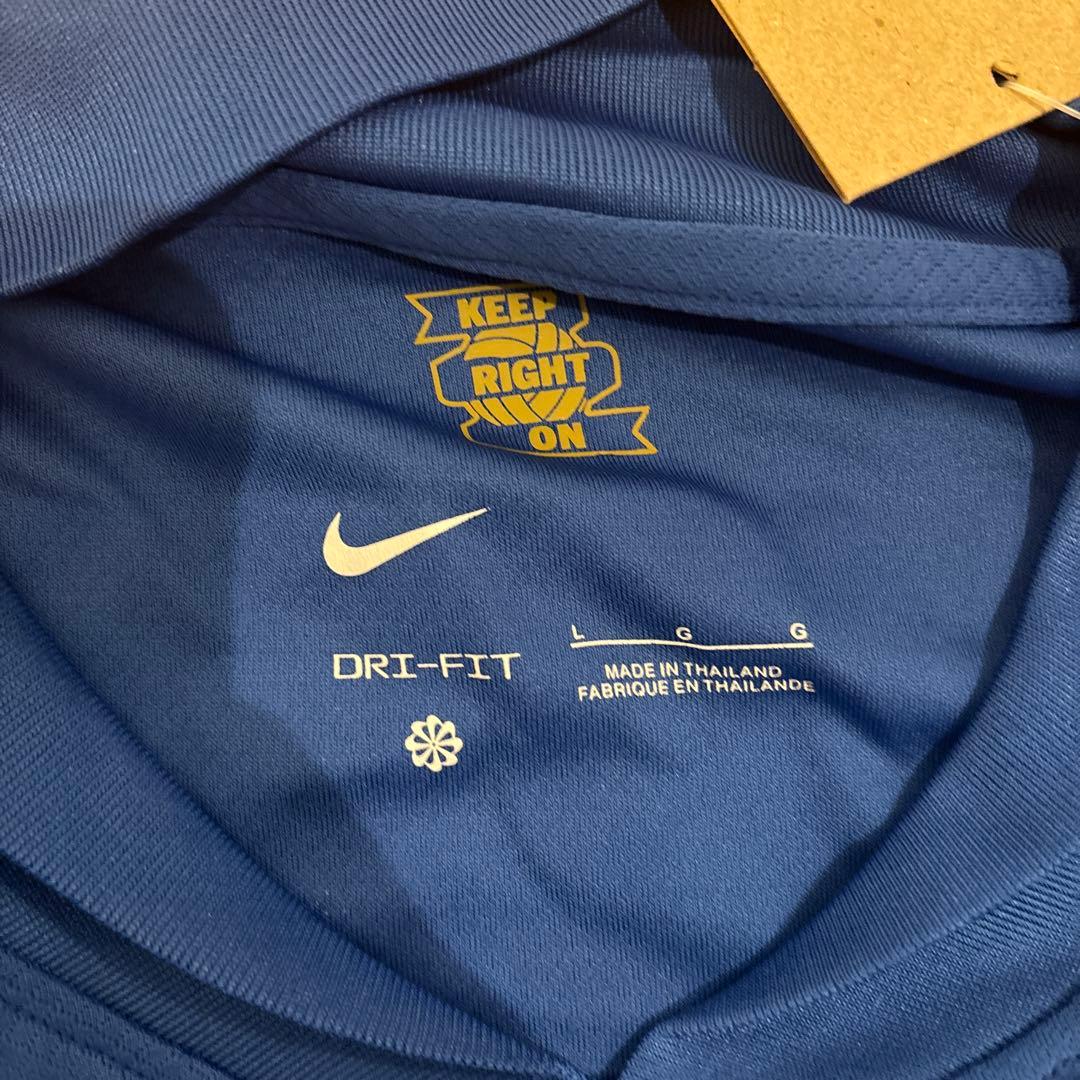 KEEP
RIGHT
ON
DRI-FIT
L G G
MADE IN THAILAND
FABRIQUE EN THAILANDE